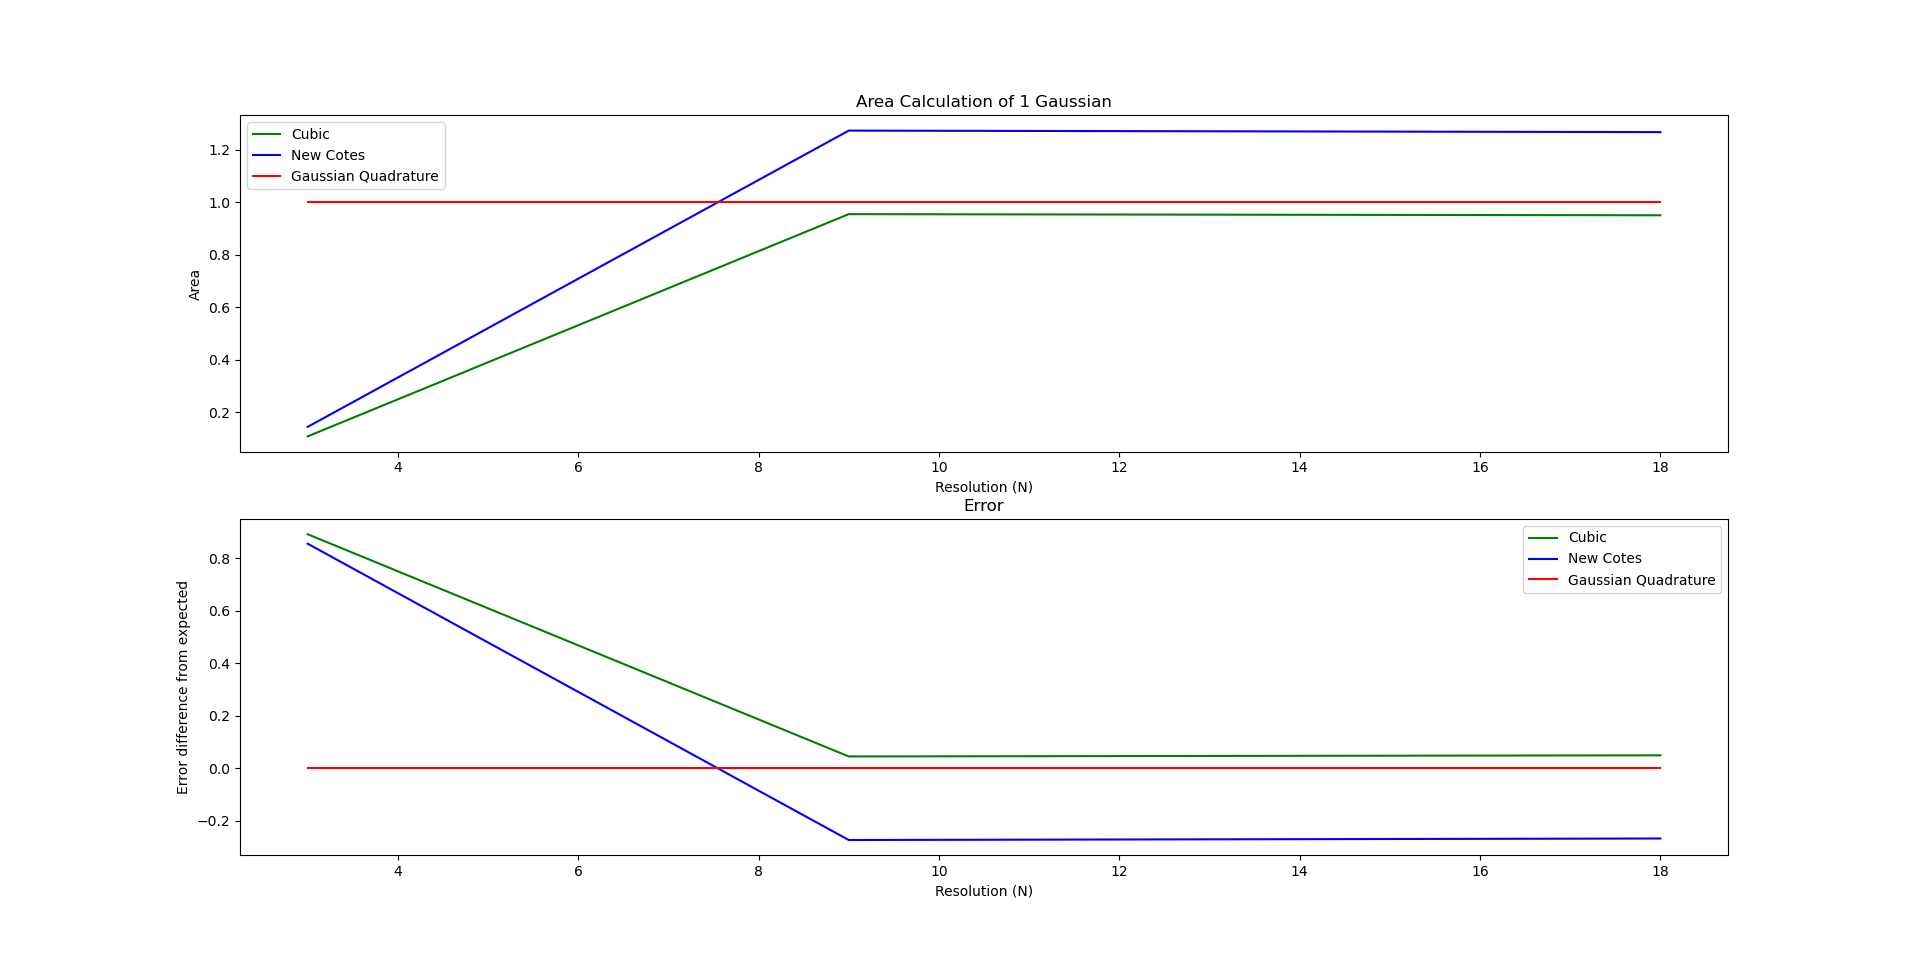 Area Calculation of 1 Gaussian
Cubic
New Cotes
Gaussian Quadrature
1.2
1.0
0.8
0.6
0.4
0.2
Area
4 6 8 10 12 14 16 18
Resolution (N)
Error
Cubic
New Cotes
Gaussian Quadrature
0.8
0.6
0.4
0.2
0.0
−0.2
Error difference from expected
4 6 8 10 12 14 16 18
Resolution (N)